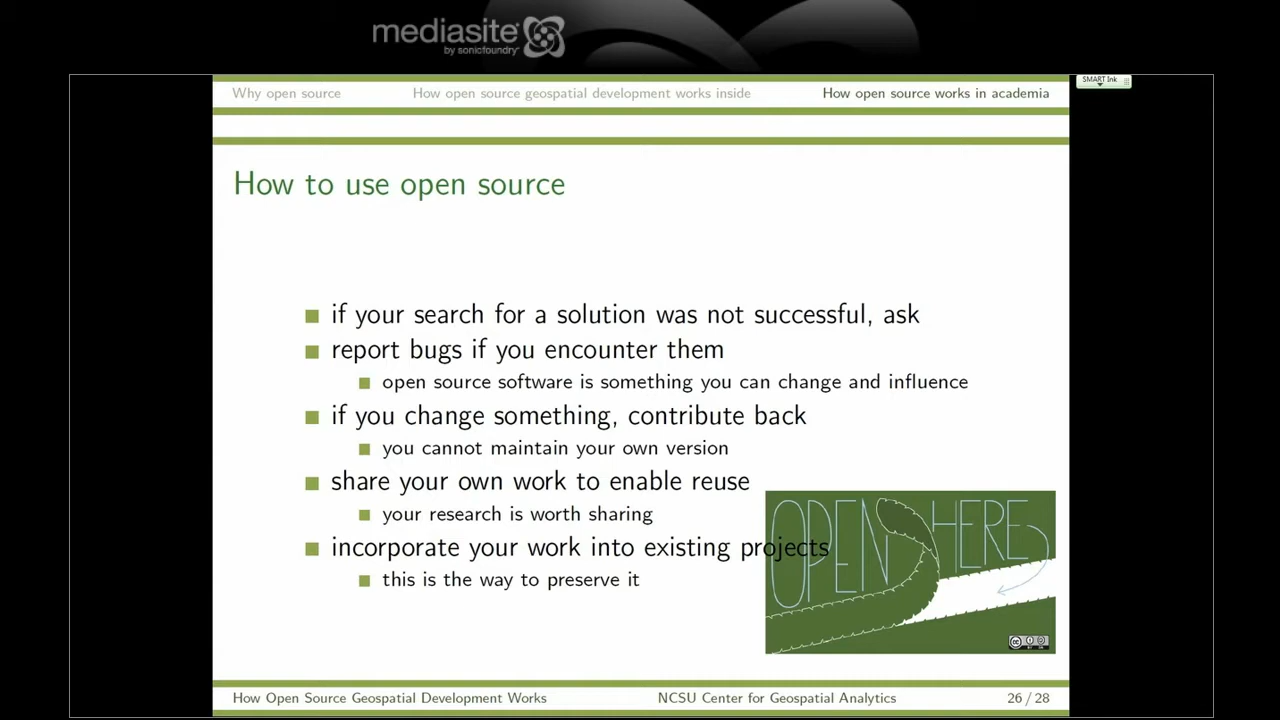 mediasite
by sonicfoundry
SMART Ink
Why open source
How open source geospatial development works inside
How open source works in academia
How to use open source
if your search for a solution was not successful, ask
report bugs if you encounter them
open source software is something you can change and influence
if you change something, contribute back
you cannot maintain your own version
share your own work to enable reuse
your research is worth sharing
incorporate your work into existing projects
this is the way to preserve it
OPEN HERE
How Open Source Geospatial Development Works
NCSU Center for Geospatial Analytics
26 / 28